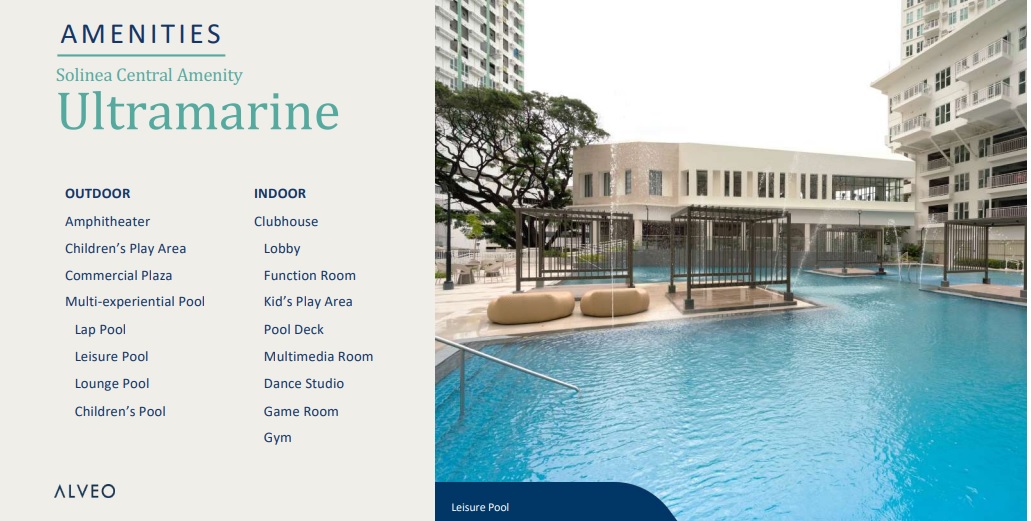 AMENITIES
Solinea Central Amenity
Ultramarine
OUTDOOR
Amphitheater
Children’s Play Area
Commercial Plaza
Multi-experiential Pool
Lap Pool
Leisure Pool
Lounge Pool
Children’s Pool
INDOOR
Clubhouse
Lobby
Function Room
Kid’s Play Area
Pool Deck
Multimedia Room
Dance Studio
Game Room
Gym
ALVEO
Leisure Pool